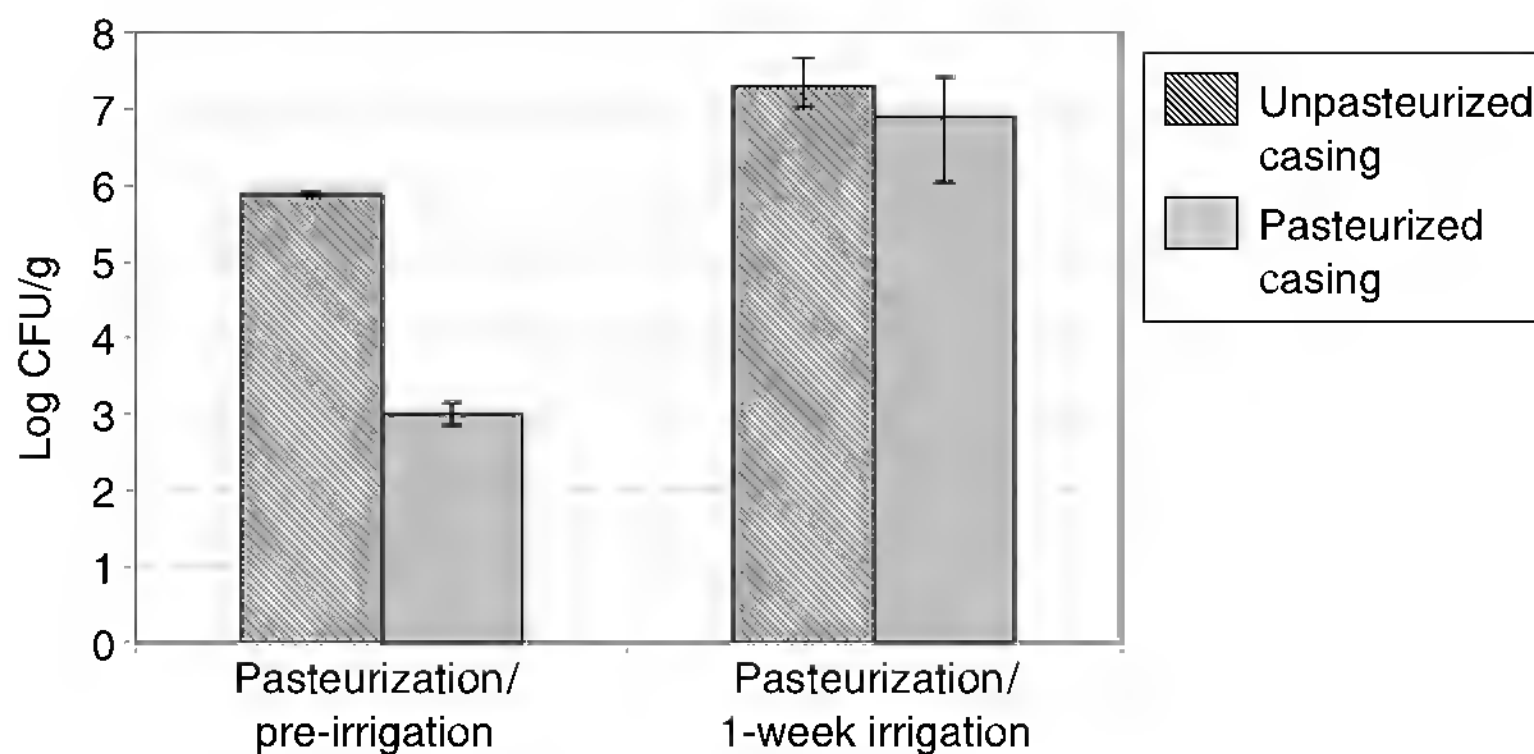 8
7
6
5
4
3
2
1
0
Log CFU/g
Pasteurization/
pre-irrigation
Pasteurization/
1-week irrigation
Unpasteurized
casing
Pasteurized
casing